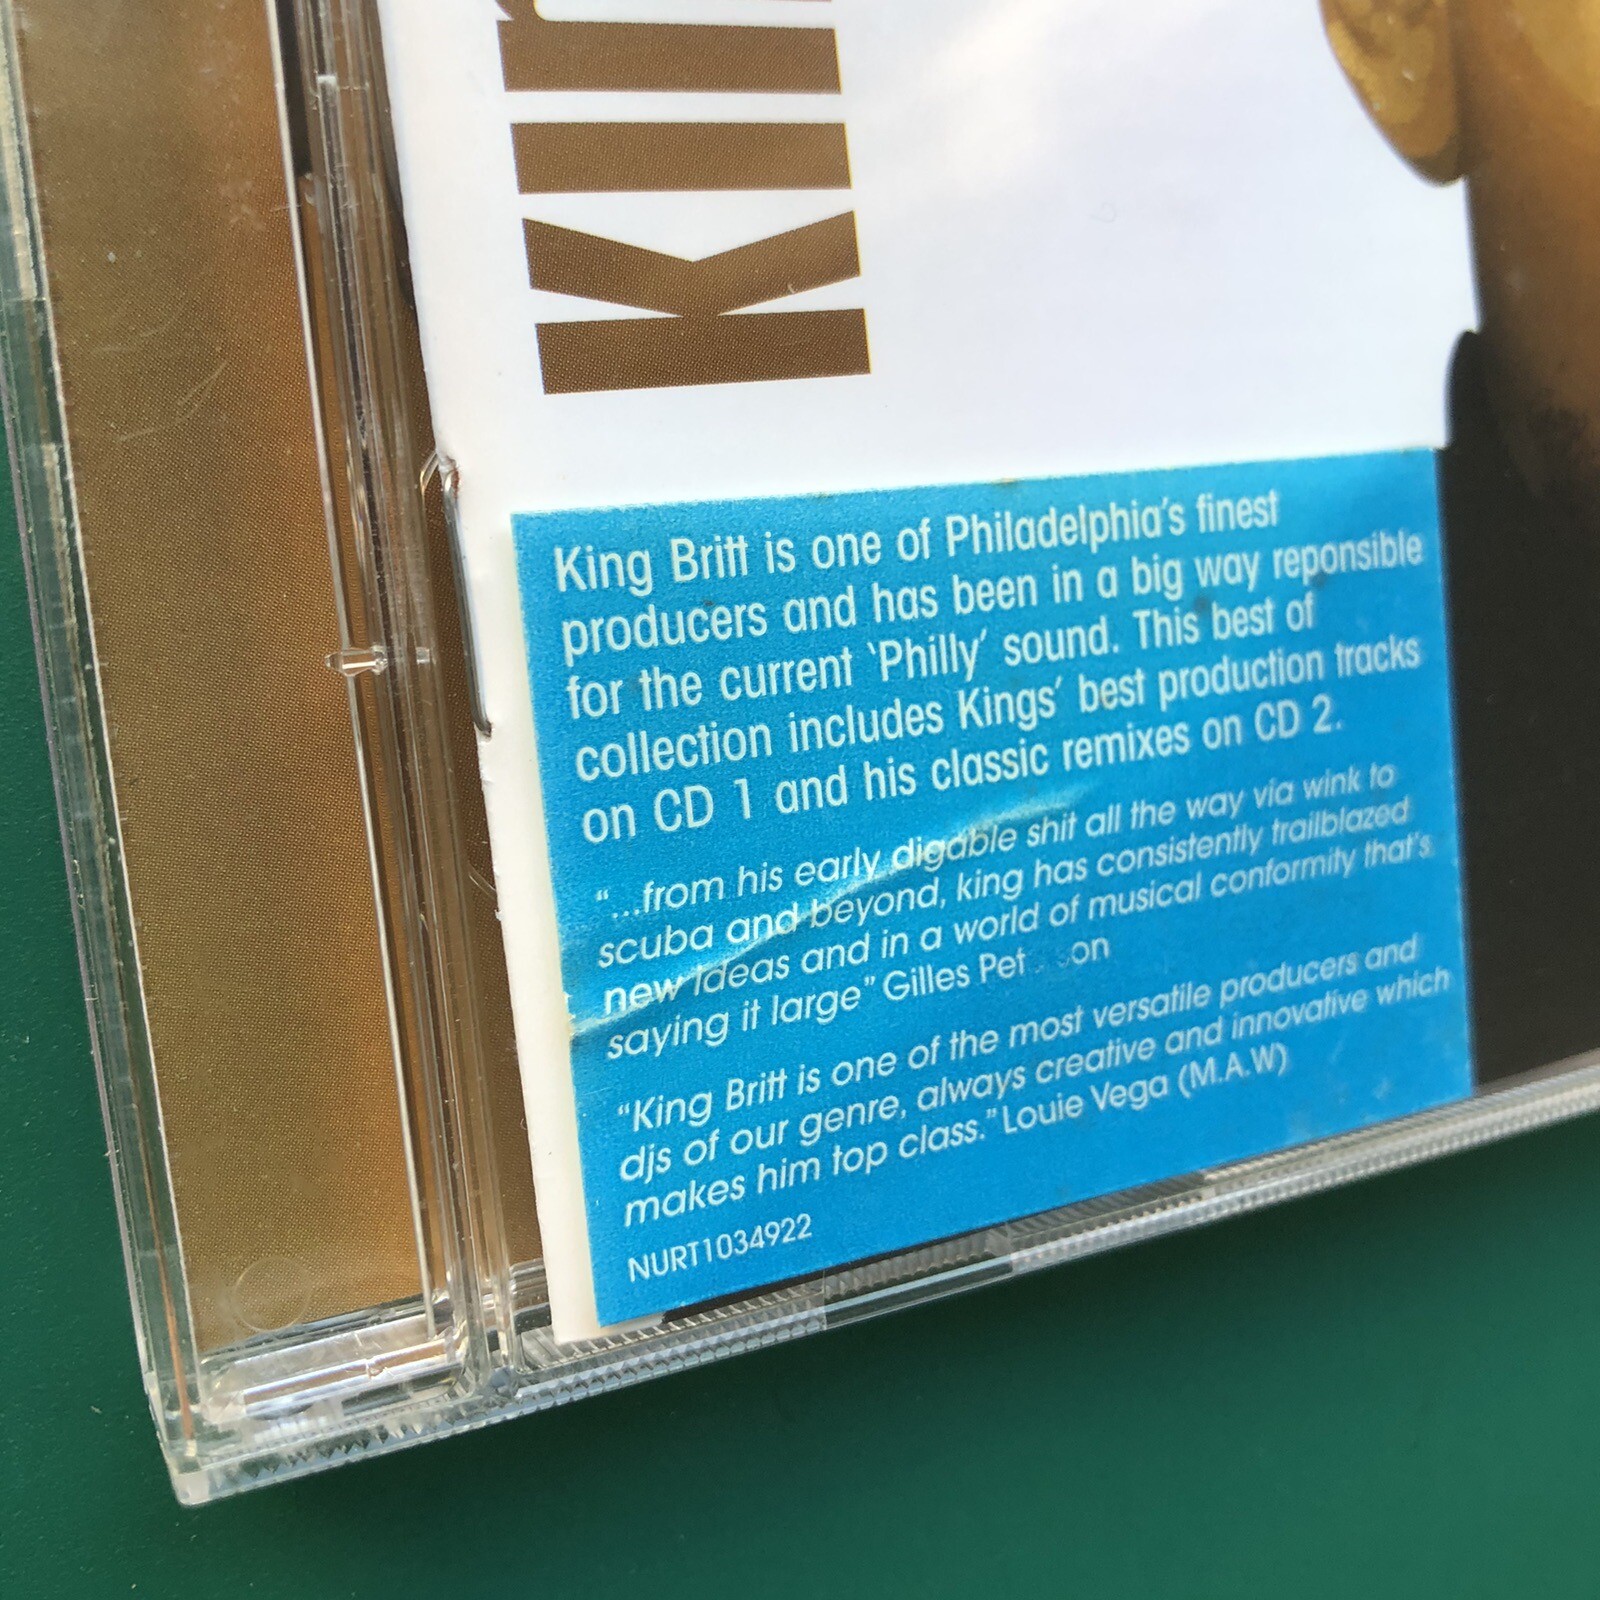 KI
King Britt is one of Philadelphia's finest
producers and has been in a big way reponsible
for the current 'Philly' sound. This best of
collection includes Kings' best production tracks
on CD 1 and his classic remixes on CD 2.
"...from his early digable shit all the way via wink to
scuba and beyond, king has consistently trailblazed
new ideas and in a world of musical conformity that's
saying it large" Gilles
"King Britt is one of the most versatile producers and
djs of our genre, always creative and innovative which
makes him top class." Louie Vega (M.A.W)
NURT1034922